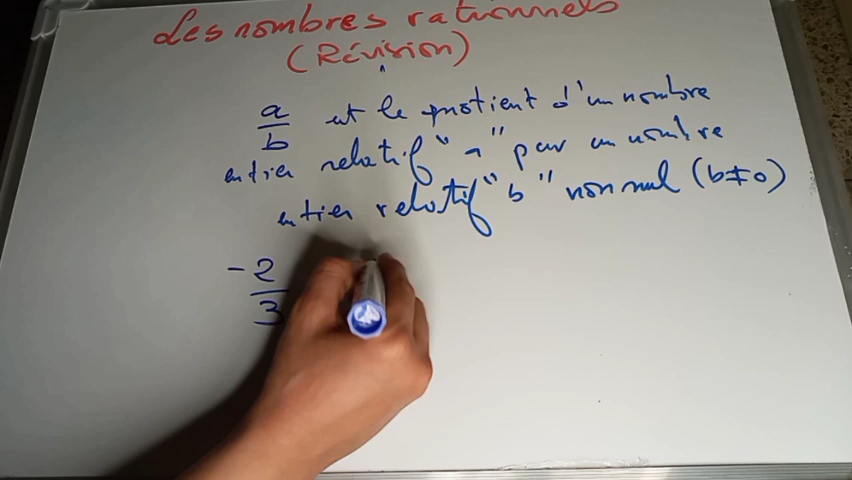 Les nombres rationnels
(Révision)
a/b est le quotient d'un nombre
entier relatif "a" par un nombre
entier relatif "b" non nul (b≠0)
-2/3